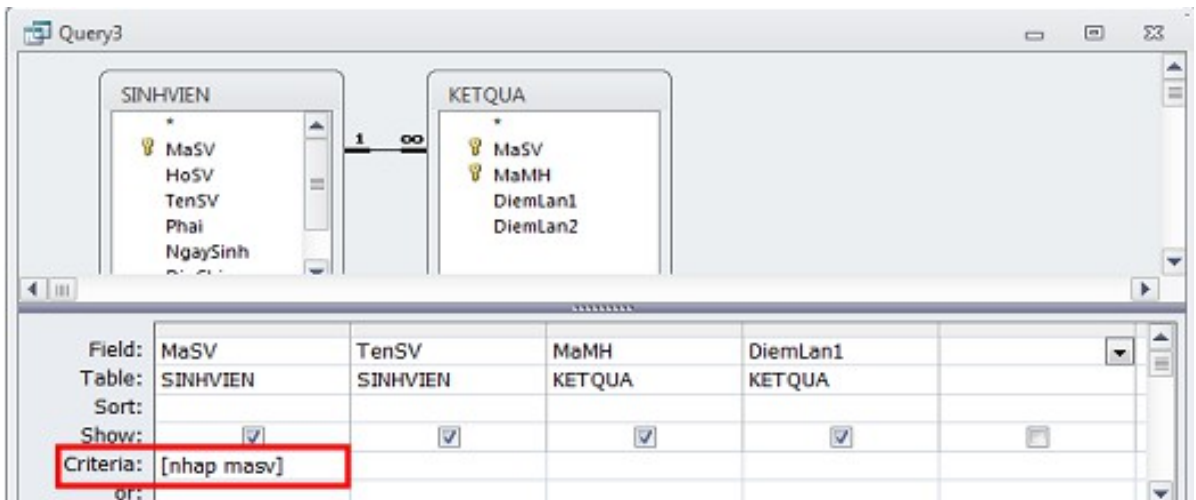 Query3
SINHVIEN
*
MaSV
HoSV
TenSV
Phai
NgaySinh
KETQUA
*
MaSV
MaMH
DiemLan1
DiemLan2
1 ∞
Field: MaSV TenSV MaMH DiemLan1
Table: SINHVIEN SINHVIEN KETQUA KETQUA
Sort:
Show:
Criteria: [nhap masv]
or: